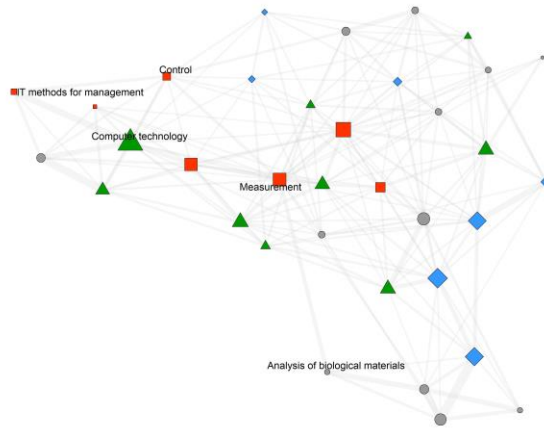 Control
IT methods for management
Computer technology
Measurement
Analysis of biological materials